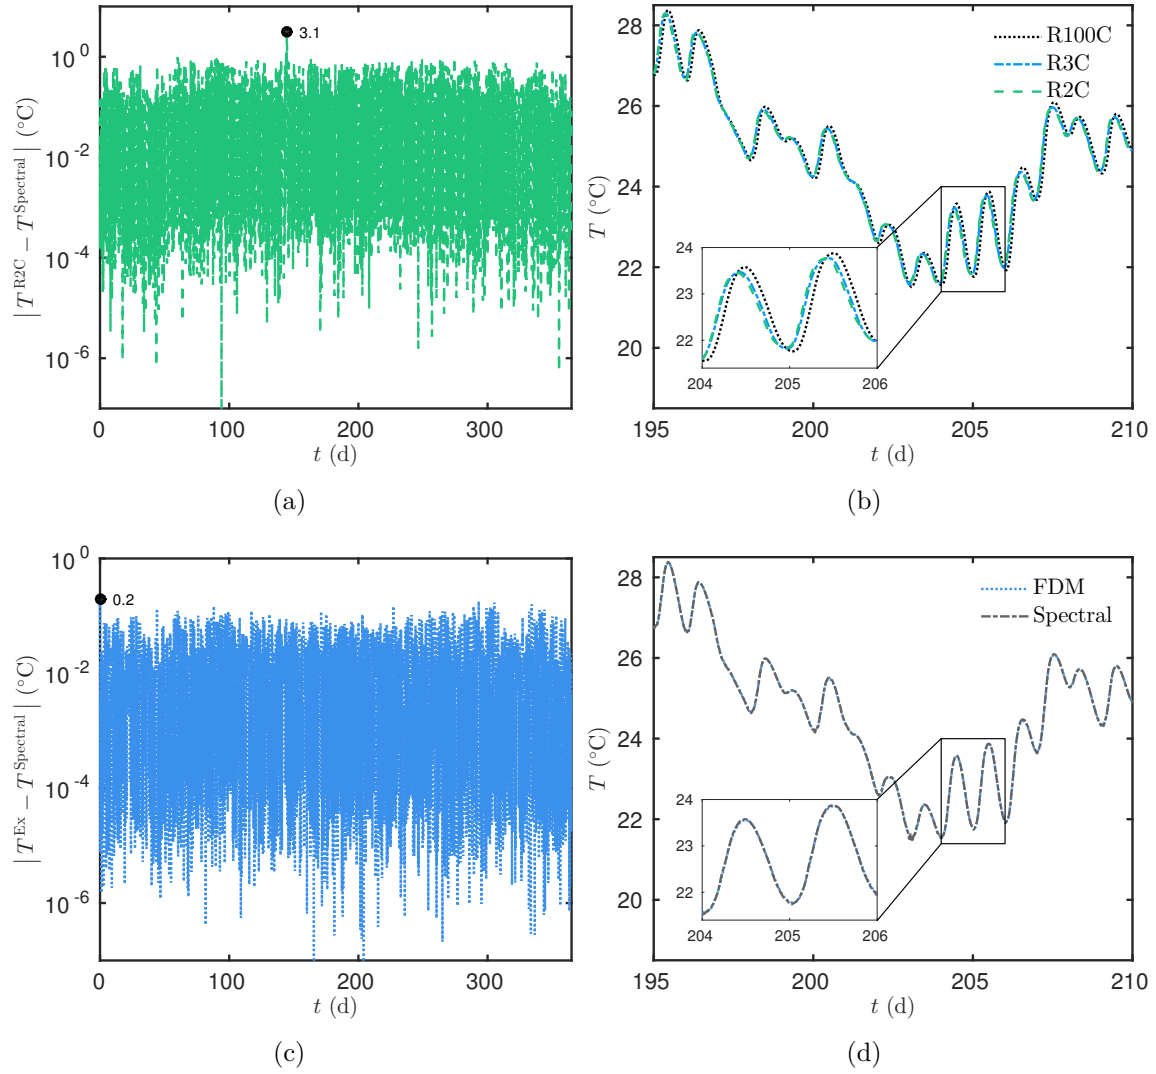 3.1
10^0
10^-2
10^-4
10^-6
| T^R2C − T^Spectral | (°C)
0 100 200 300
t (d)
(a)
28
26
24
22
20
T (°C)
R100C
R3C
R2C
24
23
22
204 205 206
195 200 205 210
t (d)
(b)
0.2
10^0
10^-2
10^-4
10^-6
| T^Ex − T^Spectral | (°C)
0 100 200 300
t (d)
(c)
28
26
24
22
20
T (°C)
FDM
Spectral
24
23
22
204 205 206
195 200 205 210
t (d)
(d)